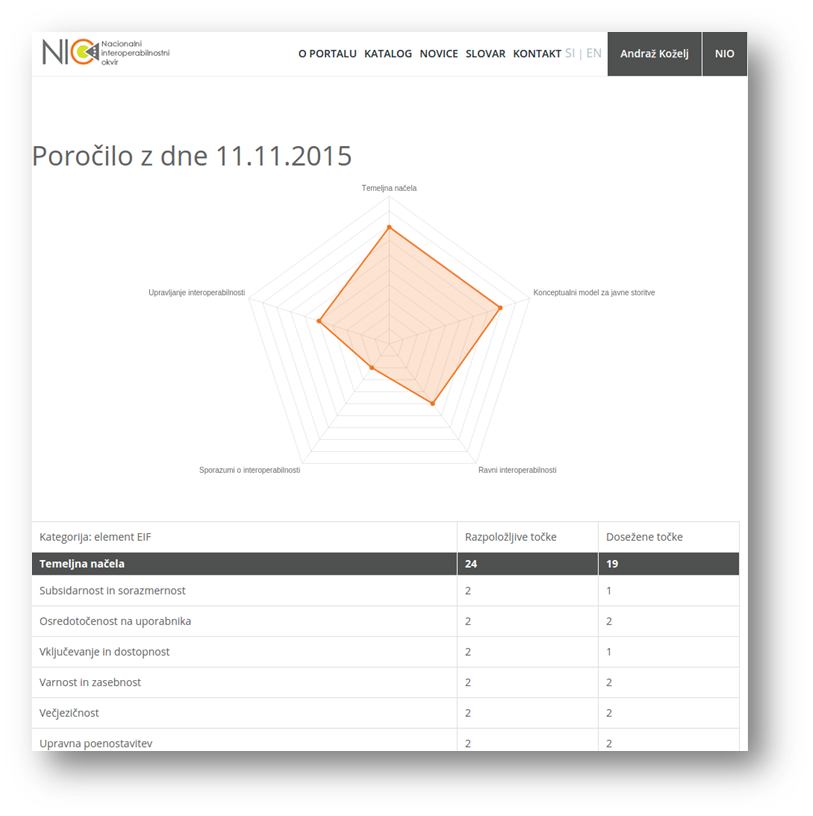 NIO Nacionalni
interoperabilnostni
okvir
O PORTALU KATALOG NOVICE SLOVAR KONTAKT SI | EN Andraž Koželj NIO
Poročilo z dne 11.11.2015
Temeljna načela
Upravljanje interoperabilnosti
Konceptualni model za javne storitve
Sporazumi o interoperabilnosti
Ravni interoperabilnosti
Kategorija: element EIF Razpoložljive točke Dosežene točke
Temeljna načela 24 19
Subsidarnost in sorazmernost 2 1
Osredotočenost na uporabnika 2 2
Vključevanje in dostopnost 2 1
Varnost in zasebnost 2 2
Večjezičnost 2 2
Upravna poenostavitev 2 2